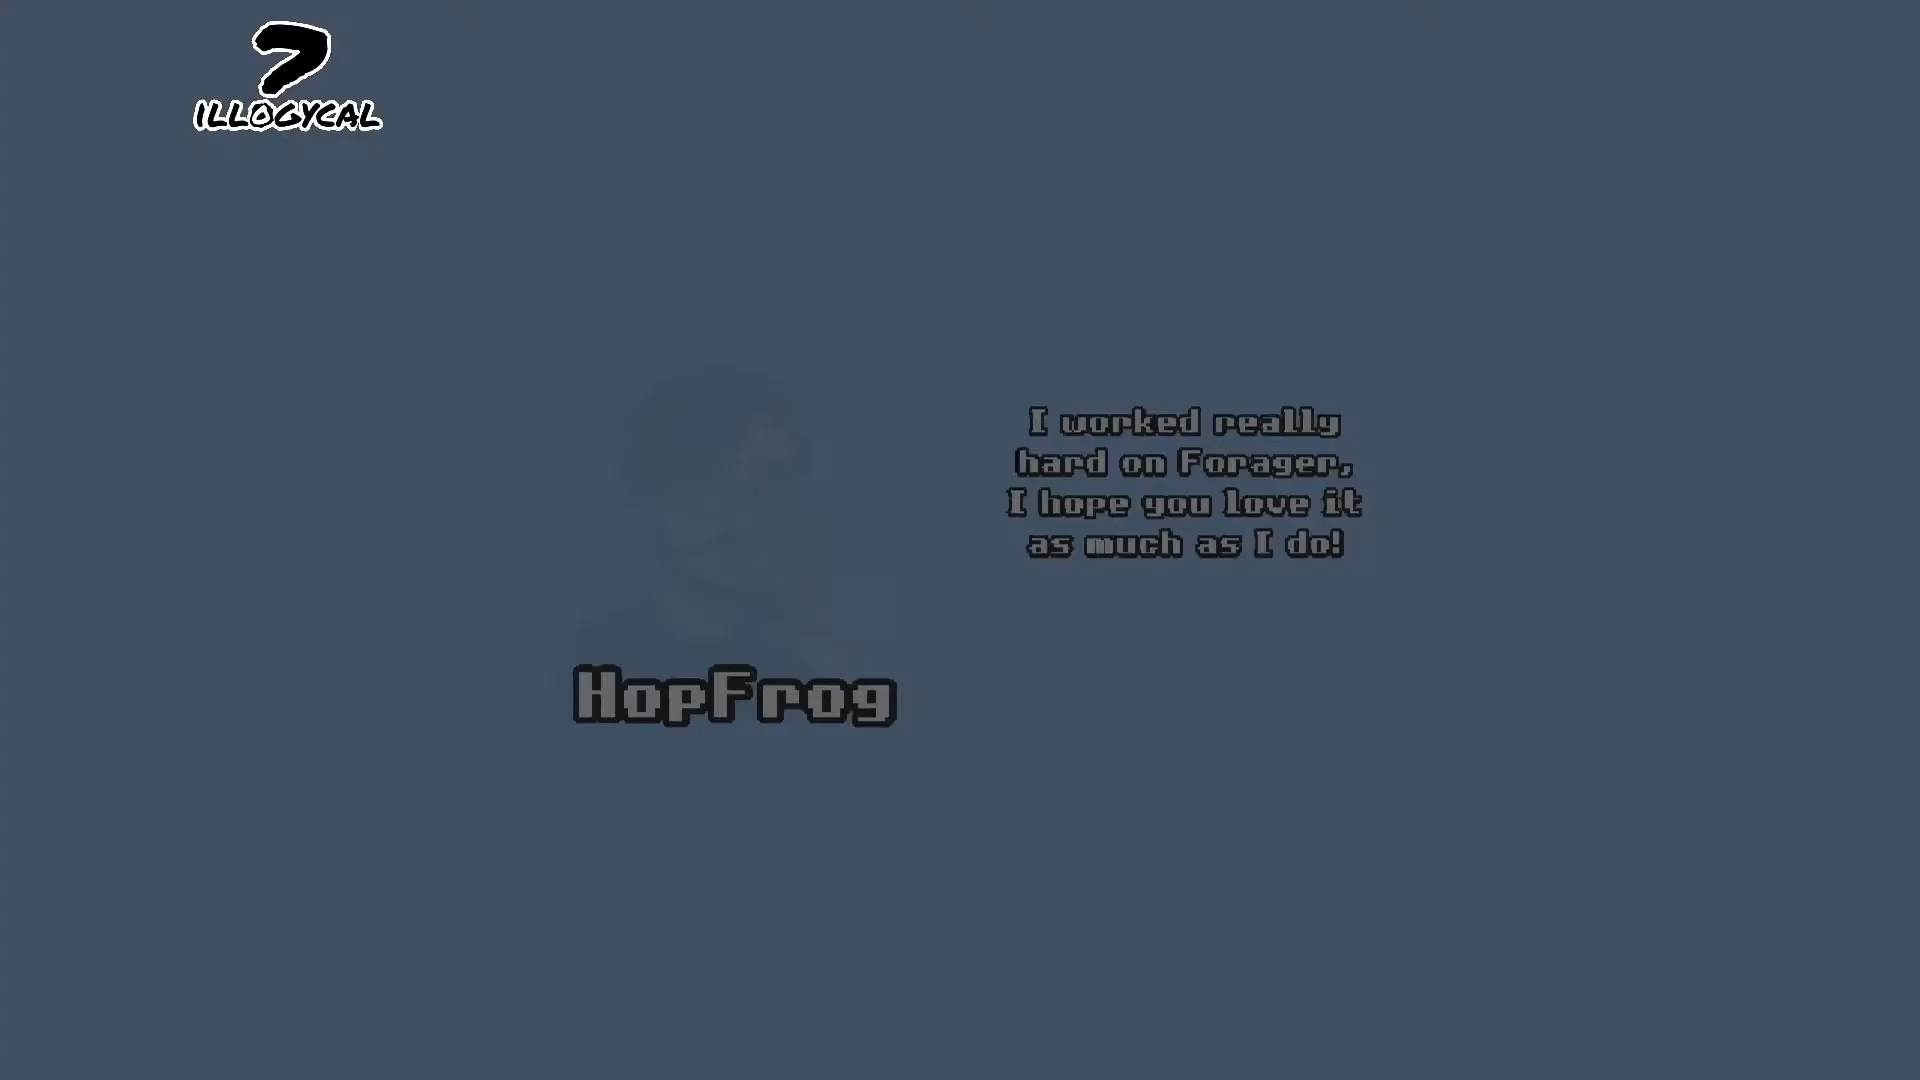 ILLOGYCAL
I worked really
hard on Forager,
I hope you love it
as much as I do!
HopFrog